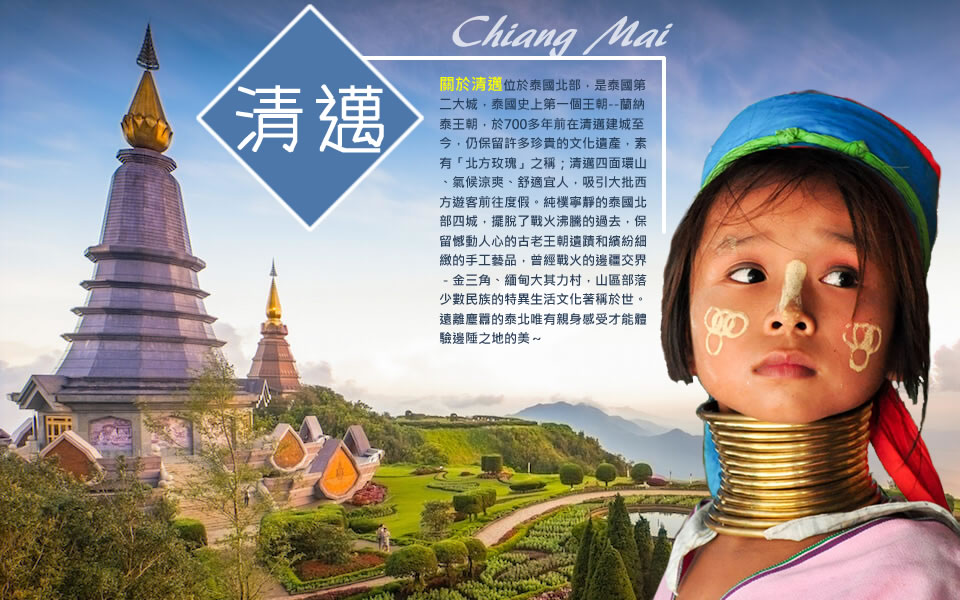 Chiang Mai
清邁
關於清邁位於泰國北部，是泰國第
二大城，泰國史上第一個王朝--蘭納
泰王朝，於700多年前在清邁建城至
今，仍保留許多珍貴的文化遺產，素
有「北方玫瑰」之稱；清邁四面環山
、氣候涼爽、舒適宜人，吸引大批西
方遊客前往度假。純樸寧靜的泰國北
部四城，擺脫了戰火沸騰的過去，保
留憾動人心的古老王朝遺蹟和繽紛細
緻的手工藝品，曾經戰火的邊疆交界
- 金三角、緬甸大其力村，山區部落
少數民族的特異生活文化著稱於世。
遠離塵囂的泰北唯有親身感受才能體
驗邊陲之地的美～